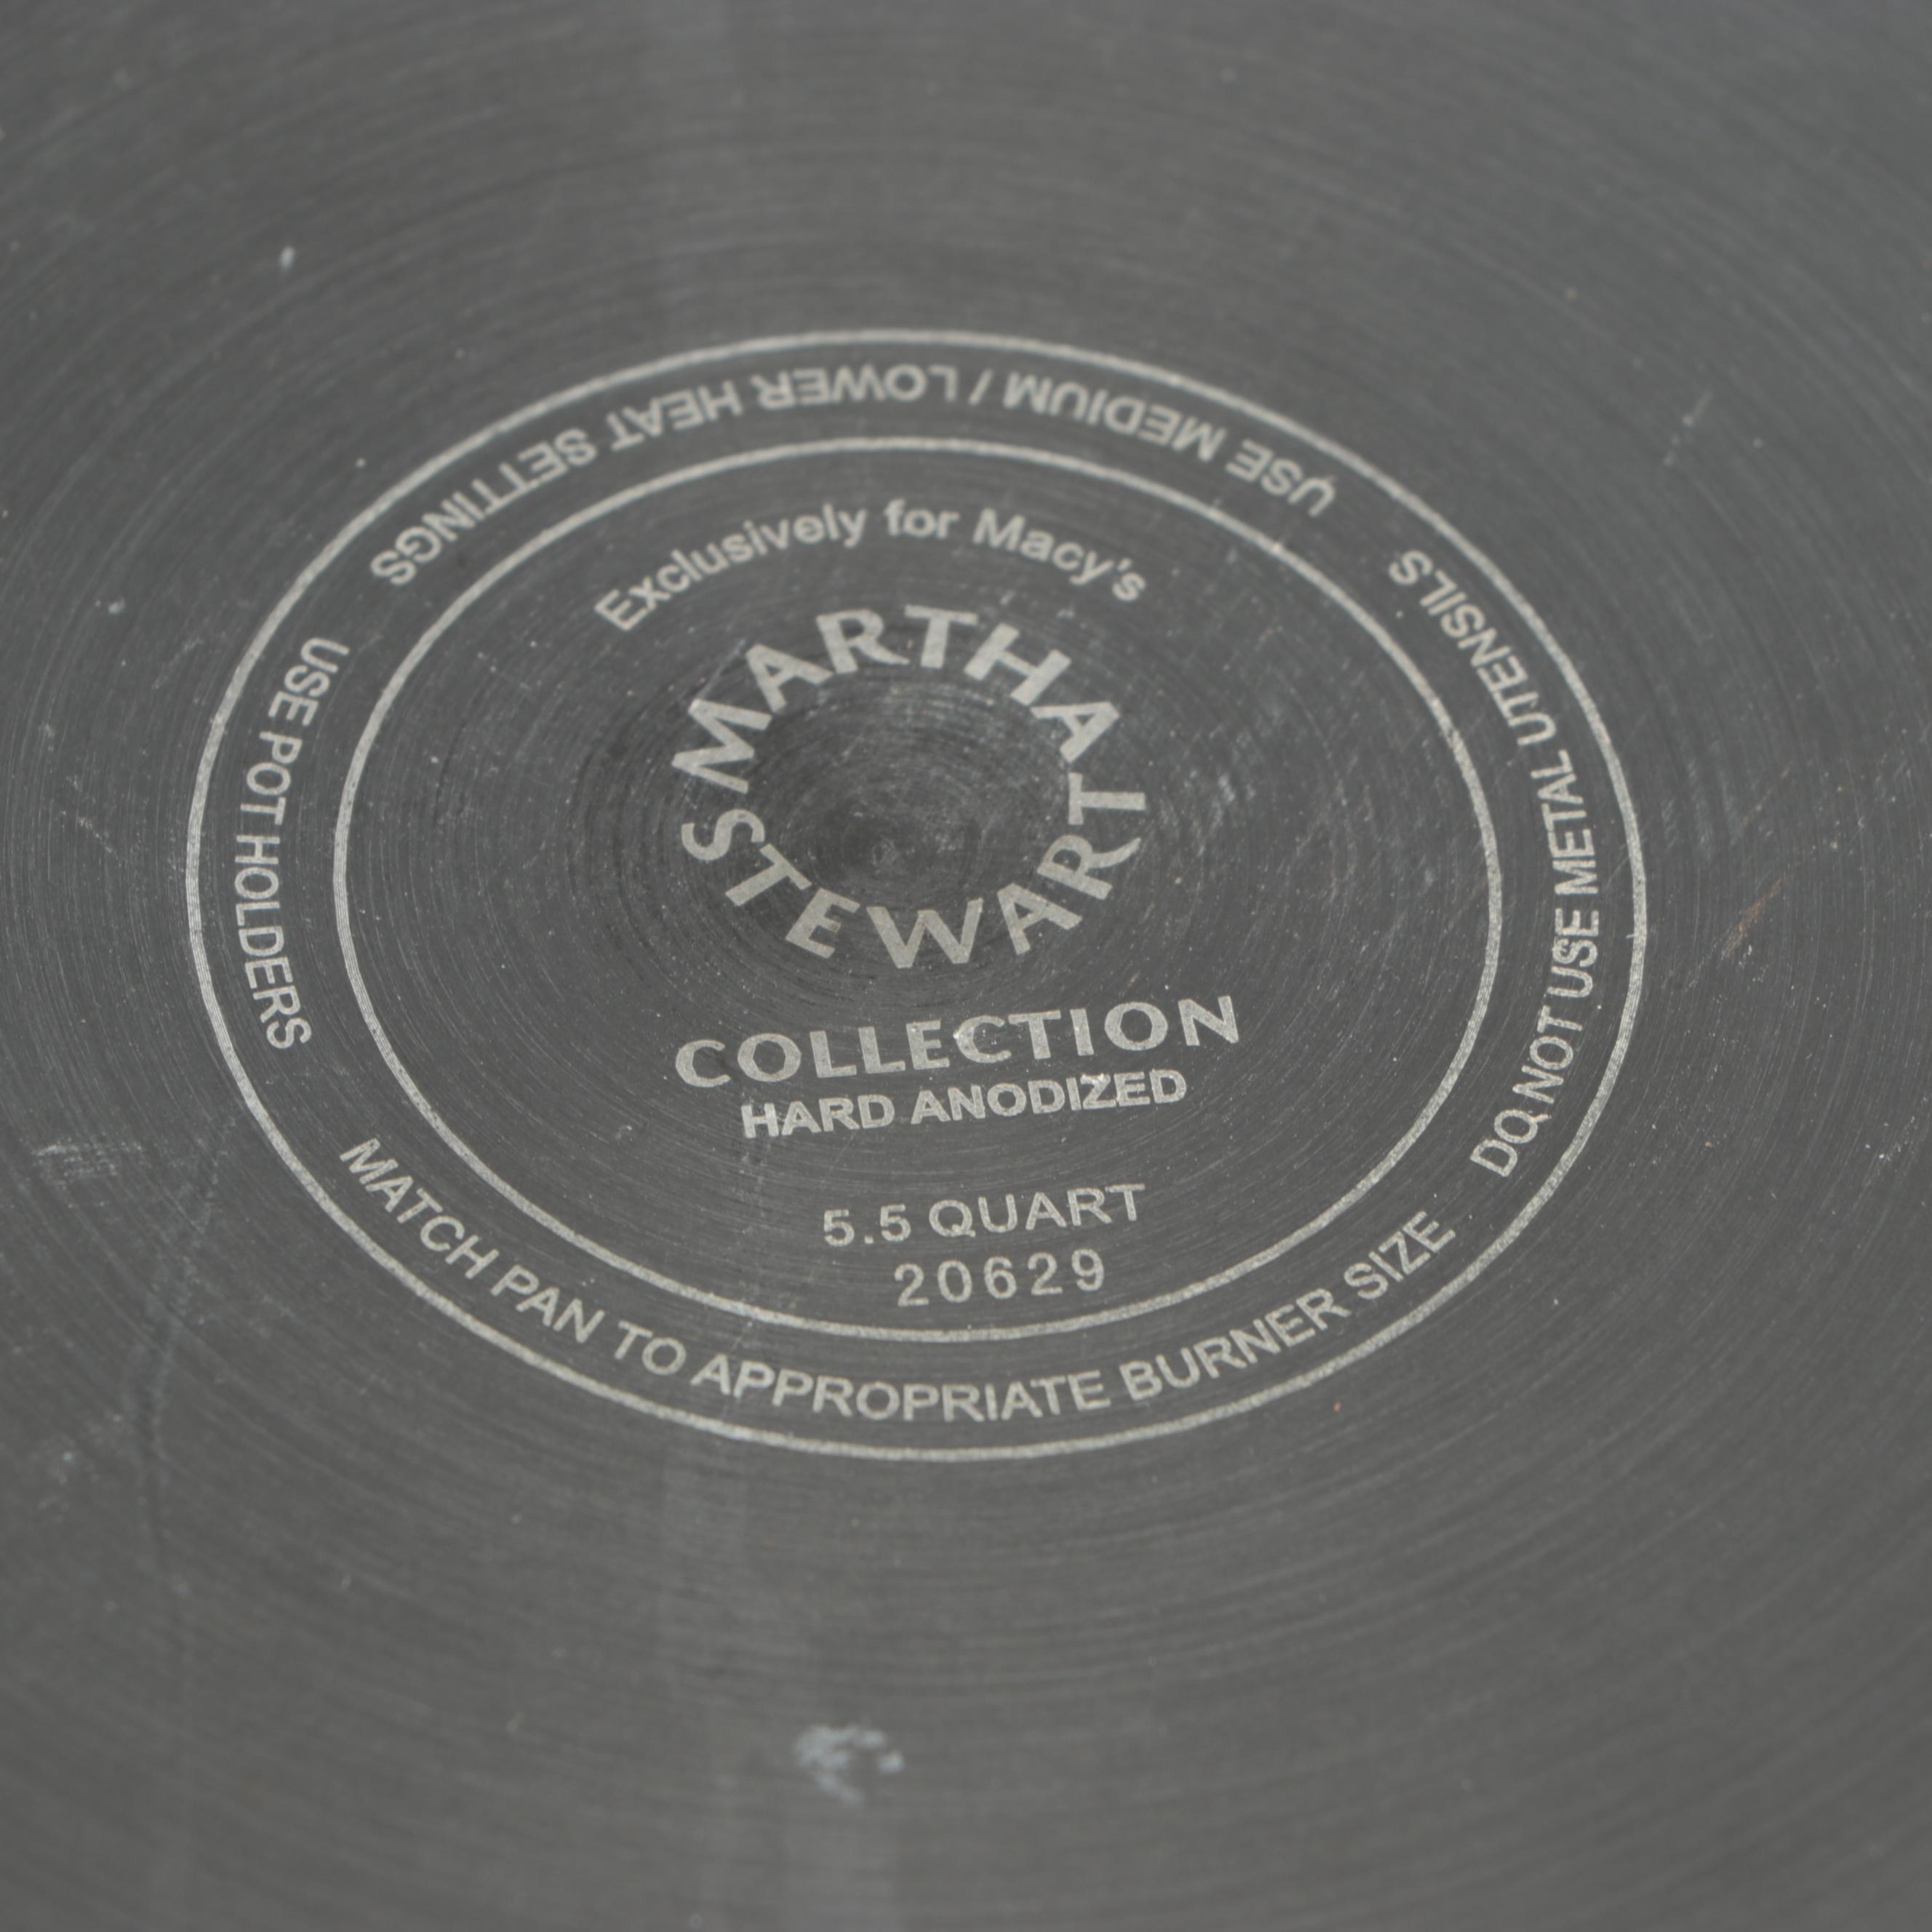 Exclusively for Macy's
MARTHA
STEWART
COLLECTION
HARD ANODIZED
5.5 QUART
20629
USE MEDIUM / LOWER HEAT SETTINGS
USE POT HOLDERS
MATCH PAN TO APPROPRIATE BURNER SIZE
DO NOT USE METAL UTENSILS